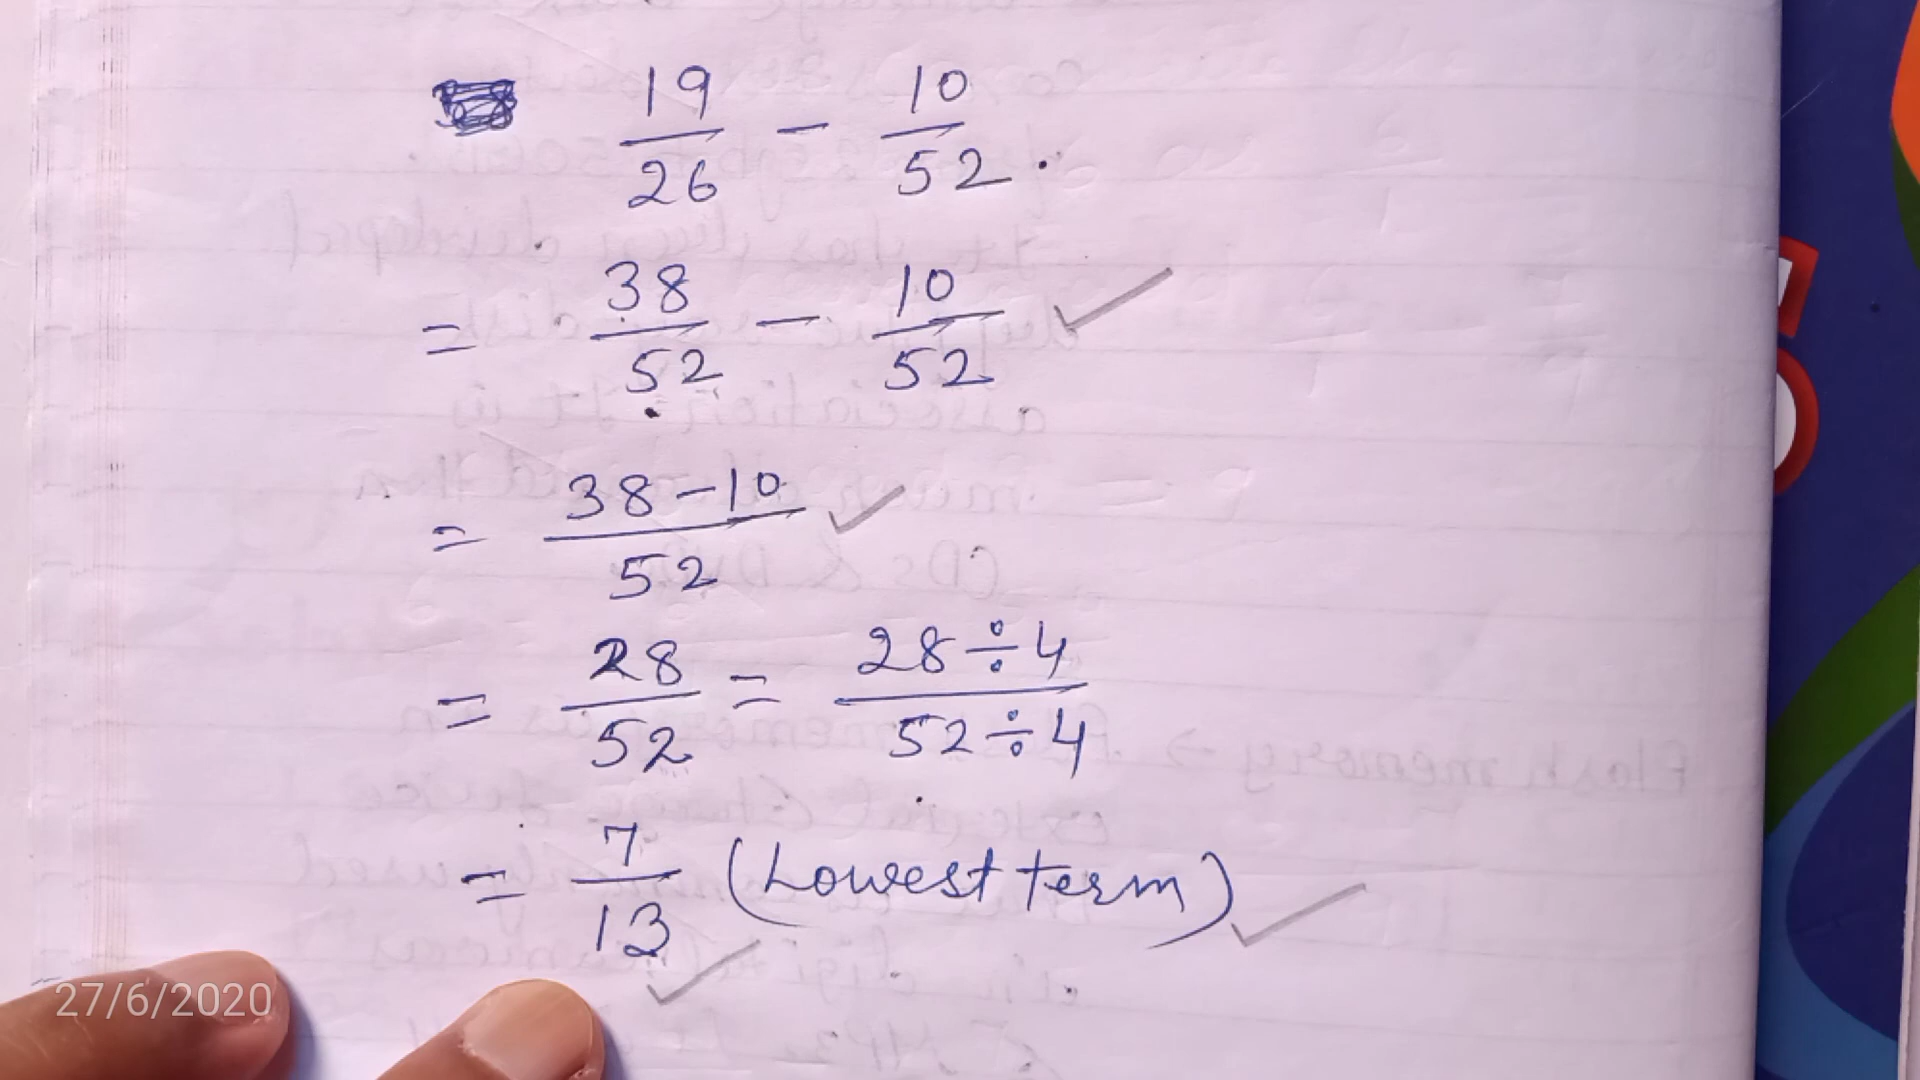 19/26 - 10/52.
= 38/52 - 10/52
= 38-10/52
= 28/52 = 28÷4/52÷4
= 7/13 (Lowest term)
27/6/2020